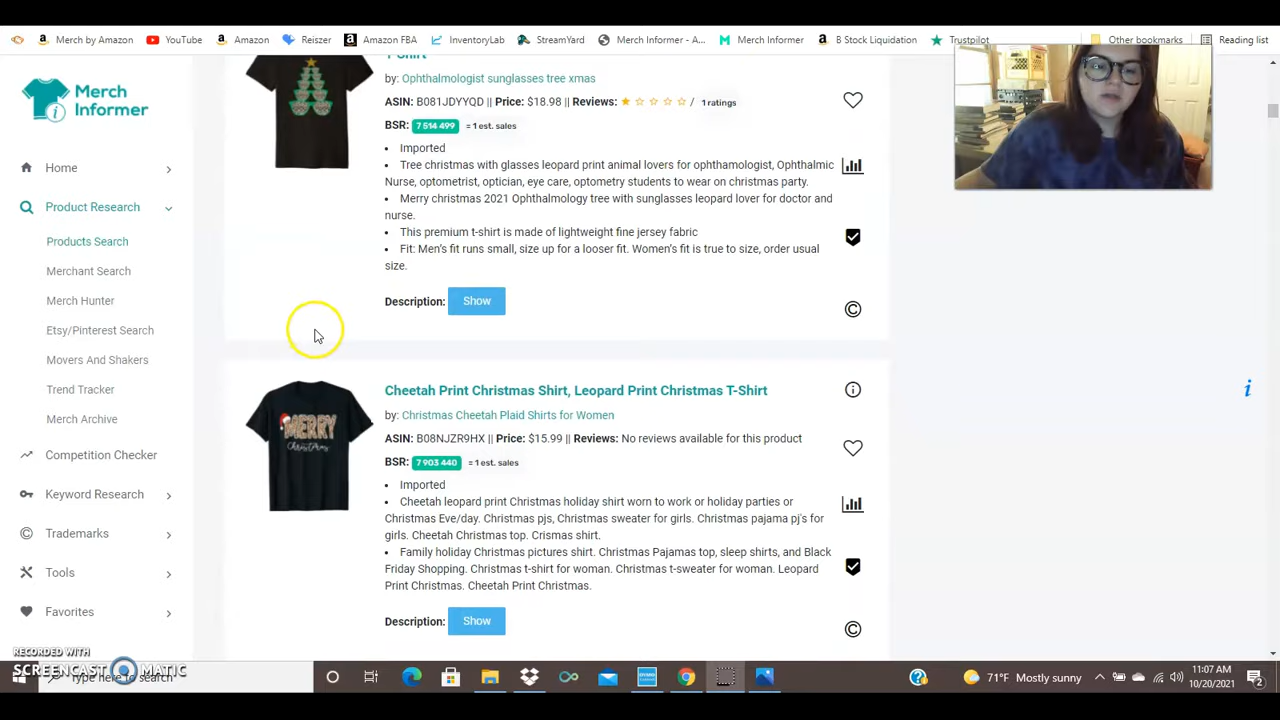 Merch by Amazon YouTube Amazon Reiszer Amazon FBA InventoryLab StreamYard Merch Informer - A... Merch Informer B Stock Liquidation Trustpilot Other bookmarks Reading list
Merch
Informer
Home
Product Research
Products Search
Merchant Search
Merch Hunter
Etsy/Pinterest Search
Movers And Shakers
Trend Tracker
Merch Archive
Competition Checker
Keyword Research
Trademarks
Tools
Favorites
T-Shirt
by: Ophthalmologist sunglasses tree xmas
ASIN: B081JDYYQD || Price: $18.98 || Reviews: / 1 ratings
BSR: 7 514 499 = 1 est. sales
• Imported
• Tree christmas with glasses leopard print animal lovers for ophthamologist, Ophthalmic
Nurse, optometrist, optician, eye care, optometry students to wear on christmas party.
• Merry christmas 2021 Ophthalmology tree with sunglasses leopard lover for doctor and
nurse.
• This premium t-shirt is made of lightweight fine jersey fabric
• Fit: Men's fit runs small, size up for a looser fit. Women's fit is true to size, order usual
size.
Description: Show
MERRY
Christmas
Cheetah Print Christmas Shirt, Leopard Print Christmas T-Shirt
by: Christmas Cheetah Plaid Shirts for Women
ASIN: B08NJZR9HX || Price: $15.99 || Reviews: No reviews available for this product
BSR: 7 903 440 = 1 est. sales
• Imported
• Cheetah leopard print Christmas holiday shirt worn to work or holiday parties or
Christmas Eve/day. Christmas pjs, Christmas sweater for girls. Christmas pajama pj's for
girls. Cheetah Christmas top. Crismas shirt.
• Family holiday Christmas pictures shirt. Christmas Pajamas top, sleep shirts, and Black
Friday Shopping. Christmas t-shirt for woman. Christmas t-sweater for woman. Leopard
Print Christmas. Cheetah Print Christmas.
Description: Show
i
RECORDED WITH
SCREENCAST MATIC
Type here to search
71°F Mostly sunny
11:07 AM
10/20/2021
2